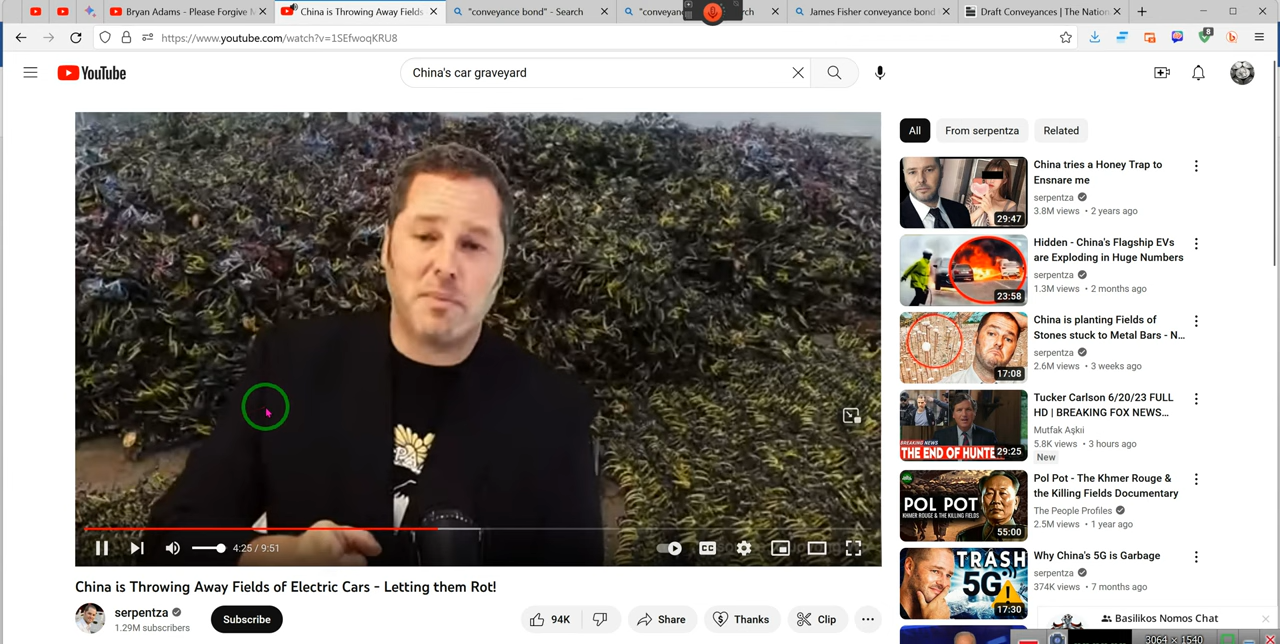 Bryan Adams - Please Forgive M
China is Throwing Away Fields
"conveyance bond" - Search
"conveyan
rch
James Fisher conveyance bond
Draft Conveyances | The Nation
https://www.youtube.com/watch?v=1SEfwoqKRU8
8
YouTube
China's car graveyard
All
From serpentza
Related
China tries a Honey Trap to
Ensnare me
serpentza
3.8M views • 2 years ago
29:47
Hidden - China's Flagship EVs
are Exploding in Huge Numbers
serpentza
1.3M views • 2 months ago
23:58
China is planting Fields of
Stones stuck to Metal Bars - N...
serpentza
2.6M views • 3 weeks ago
17:08
Tucker Carlson 6/20/23 FULL
HD | BREAKING FOX NEWS...
Mutfak Aşkıi
5.8K views • 3 hours ago
New
BREAKING NEWS
THE END OF HUNTE
29:25
Pol Pot - The Khmer Rouge &
the Killing Fields Documentary
The People Profiles
2.5M views • 1 year ago
POL POT
KHMER ROUGE & THE KILLING FIELDS
55:00
Why China's 5G is Garbage
serpentza
374K views • 7 months ago
TRASH
5G
17:30
4:25 / 9:51
CC
China is Throwing Away Fields of Electric Cars - Letting them Rot!
serpentza
1.29M subscribers
Subscribe
94K
Share
Thanks
Clip
Basilikos Nomos Chat
3064 × 1540